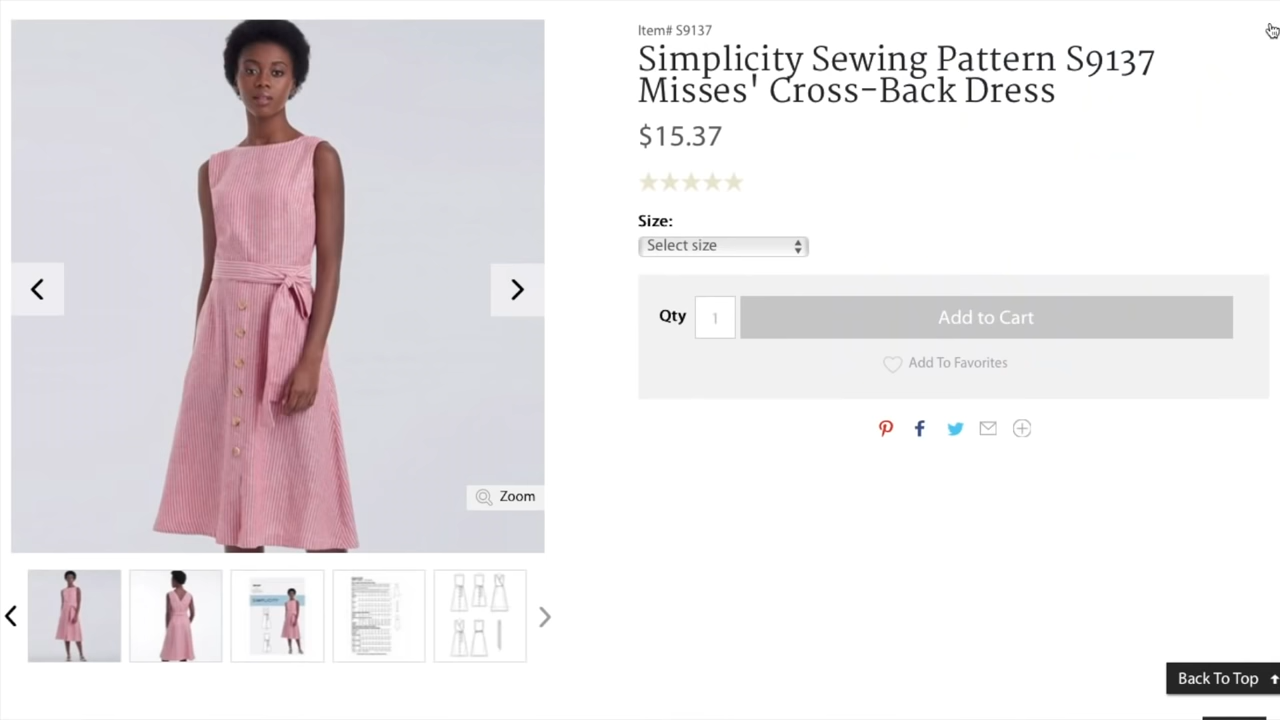 Item# S9137
Simplicity Sewing Pattern S9137
Misses' Cross-Back Dress
$15.37
Size:
Select size
Qty 1 Add to Cart
Add To Favorites
Zoom
SIMPLICITY
Back To Top